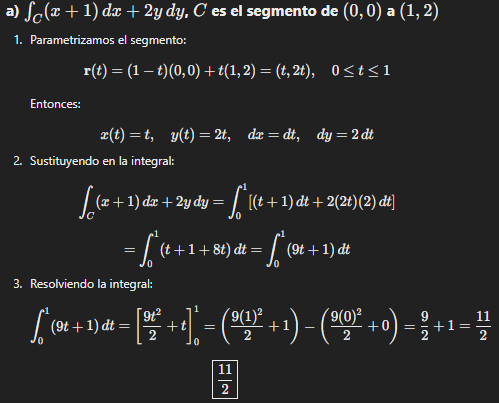 a) ∫_C (x + 1) dx + 2y dy, C es el segmento de (0, 0) a (1, 2)
1. Parametrizamos el segmento:
r(t) = (1 − t)(0, 0) + t(1, 2) = (t, 2t), 0 ≤ t ≤ 1
Entonces:
x(t) = t, y(t) = 2t, dx = dt, dy = 2 dt
2. Sustituyendo en la integral:
∫_C (x + 1) dx + 2y dy = ∫_0^1 [(t + 1) dt + 2(2t)(2) dt]
= ∫_0^1 (t + 1 + 8t) dt = ∫_0^1 (9t + 1) dt
3. Resolviendo la integral:
∫_0^1 (9t + 1) dt = [9t²/2 + t]_0^1 = (9(1)²/2 + 1) − (9(0)²/2 + 0) = 9/2 + 1 = 11/2
11/2